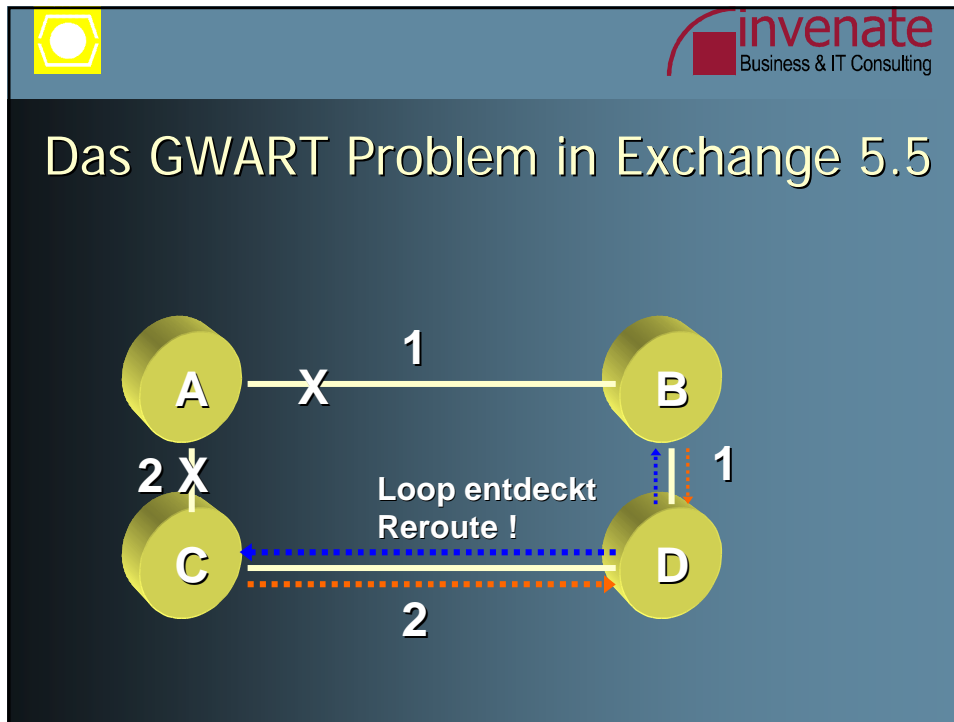 invenate
Business & IT Consulting
Das GWART Problem in Exchange 5.5
1
A
X
B
2 X
1
Loop entdeckt
Reroute !
C
D
2